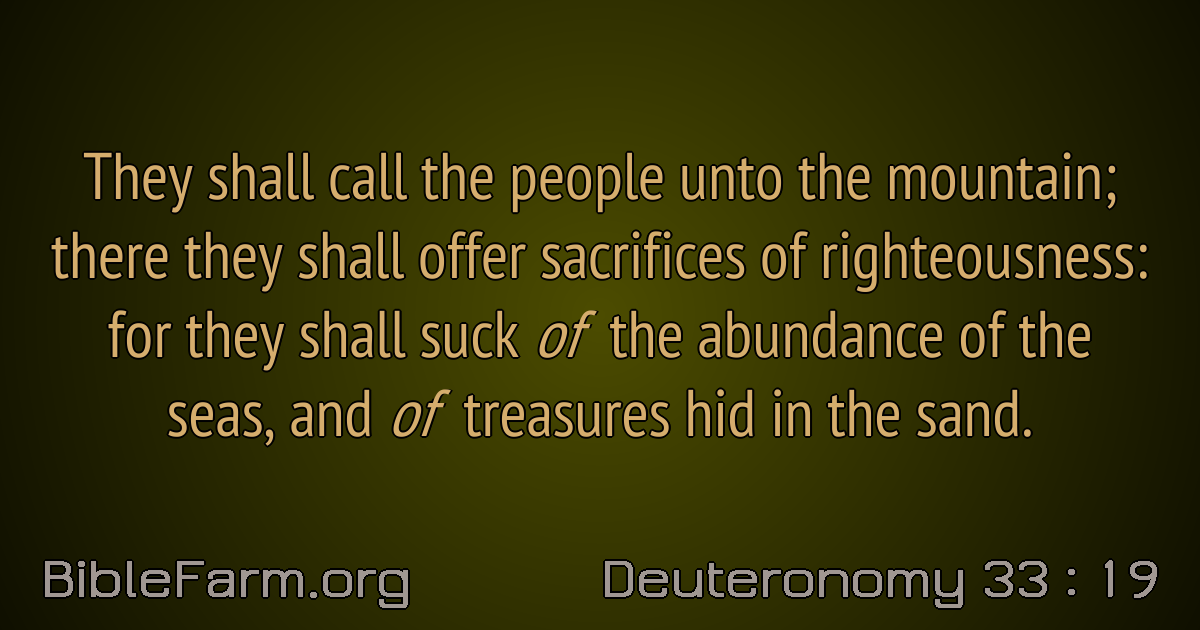 They shall call the people unto the mountain;
there they shall offer sacrifices of righteousness:
for they shall suck of the abundance of the
seas, and of treasures hid in the sand.
BibleFarm.org
Deuteronomy 33 : 19